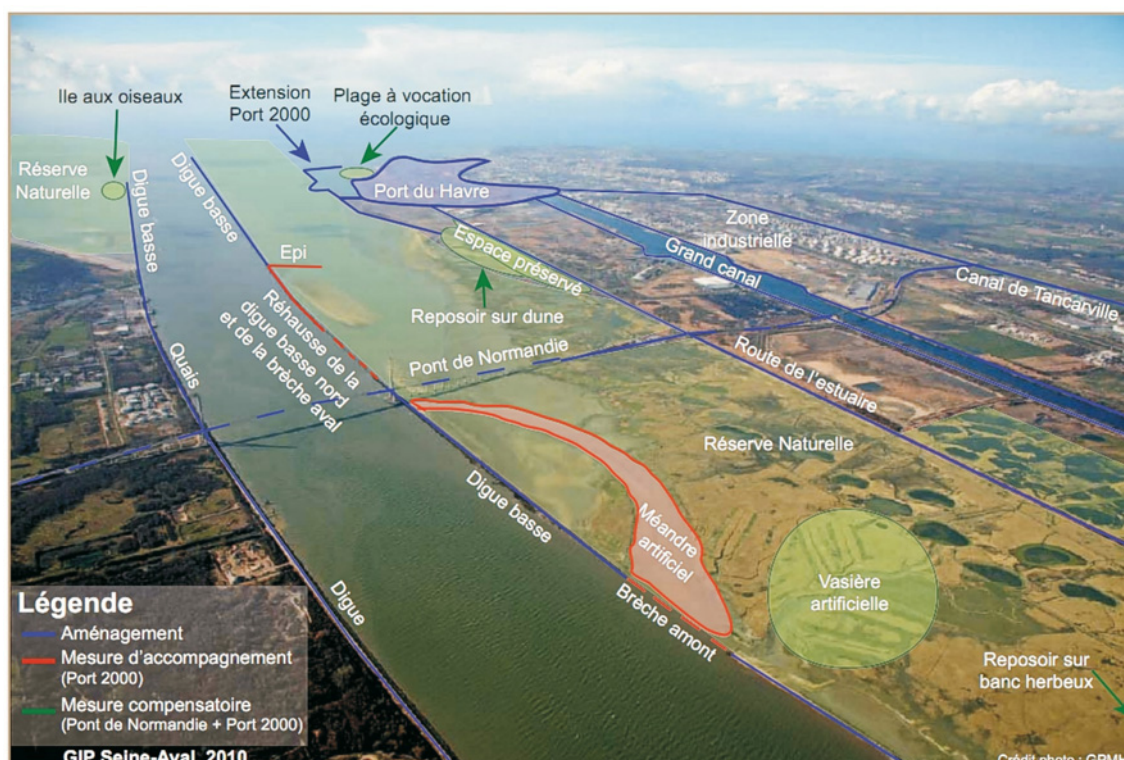 Ile aux oiseaux
Extension
Port 2000
Plage à vocation
écologique
Réserve
Naturelle
Digue basse
Digue basse
Port du Havre
Zone
industrielle
Grand canal
Canal de Tancarville
Epi
Espace préservé
Reposoir sur dune
Réhausse de la
digue basse nord
et de la brèche aval
Pont de Normandie
Route de l'estuaire
Quais
Réserve Naturelle
Digue basse
Méandre
artificiel
Vasière
artificielle
Brèche amont
Digue
Reposoir sur
banc herbeux
Légende
Aménagement
Mesure d'accompagnement
(Port 2000)
Mesure compensatoire
(Pont de Normandie + Port 2000)
GIP Seine-Aval, 2010
Crédit photo : GPMH